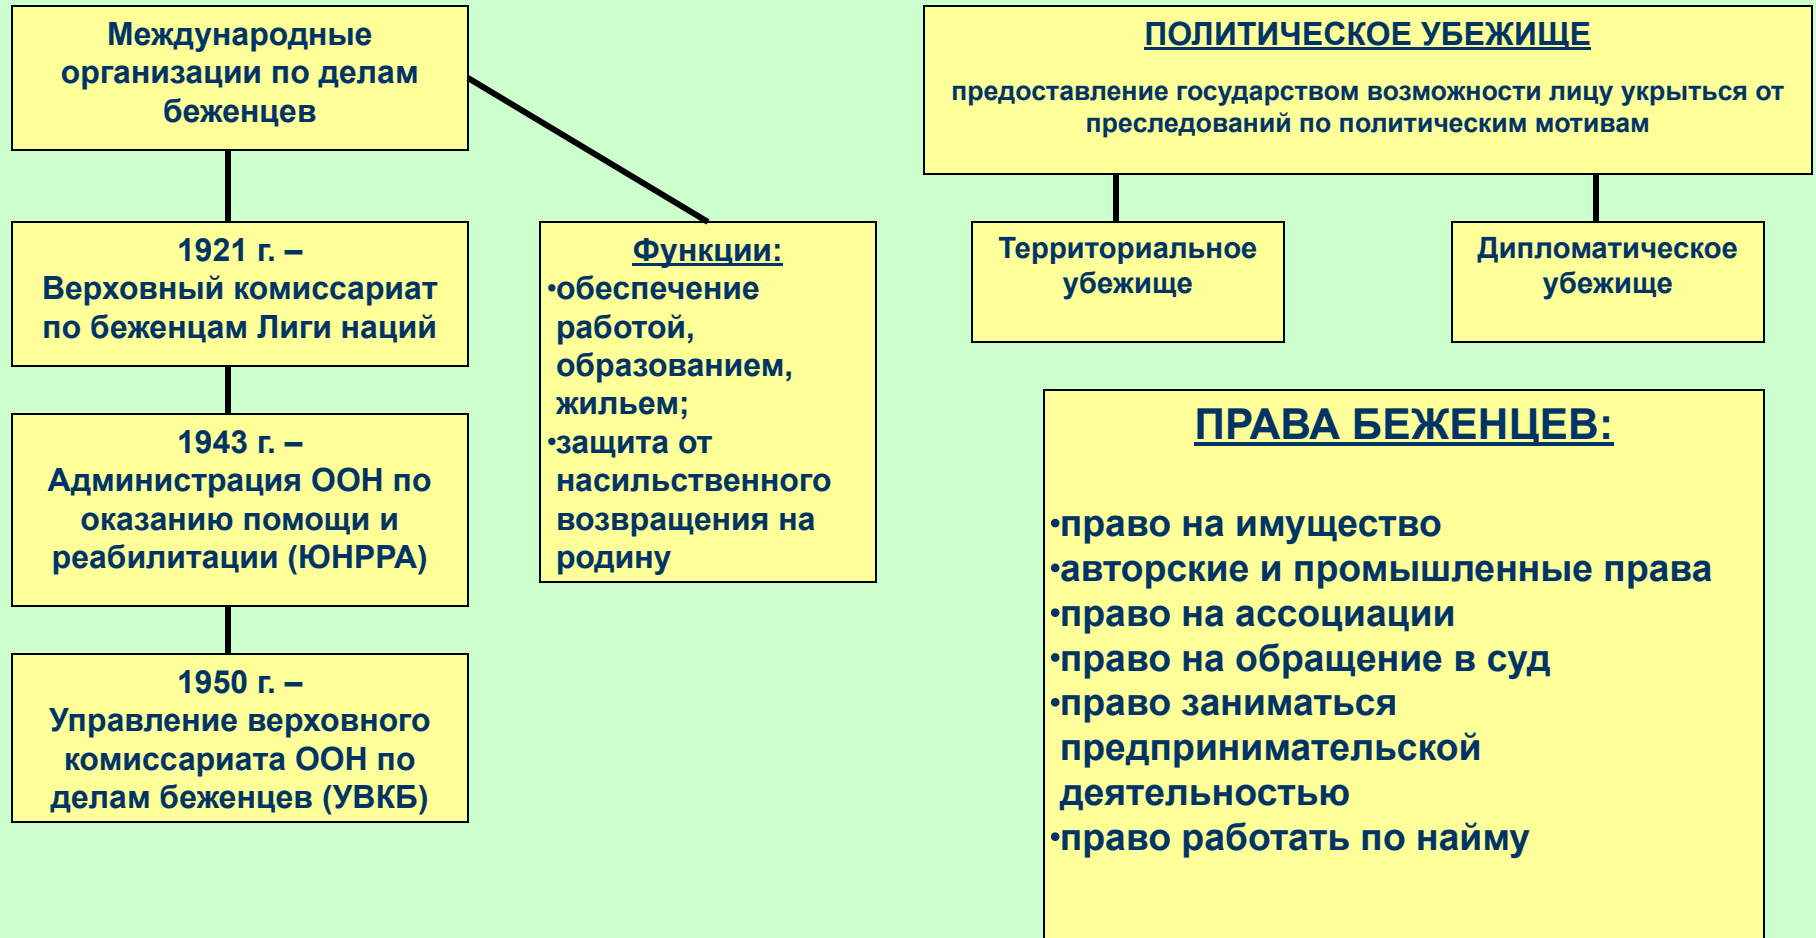 Международные
организации по делам
беженцев
1921 г. –
Верховный комиссариат
по беженцам Лиги наций
1943 г. –
Администрация ООН по
оказанию помощи и
реабилитации (ЮНРРА)
1950 г. –
Управление верховного
комиссариата ООН по
делам беженцев (УВКБ)
Функции:
•обеспечение
работой,
образованием,
жильем;
•защита от
насильственного
возвращения на
родину
ПОЛИТИЧЕСКОЕ УБЕЖИЩЕ
предоставление государством возможности лицу укрыться от
преследований по политическим мотивам
Территориальное
убежище
Дипломатическое
убежище
ПРАВА БЕЖЕНЦЕВ:
•право на имущество
•авторские и промышленные права
•право на ассоциации
•право на обращение в суд
•право заниматься
предпринимательской
деятельностью
•право работать по найму